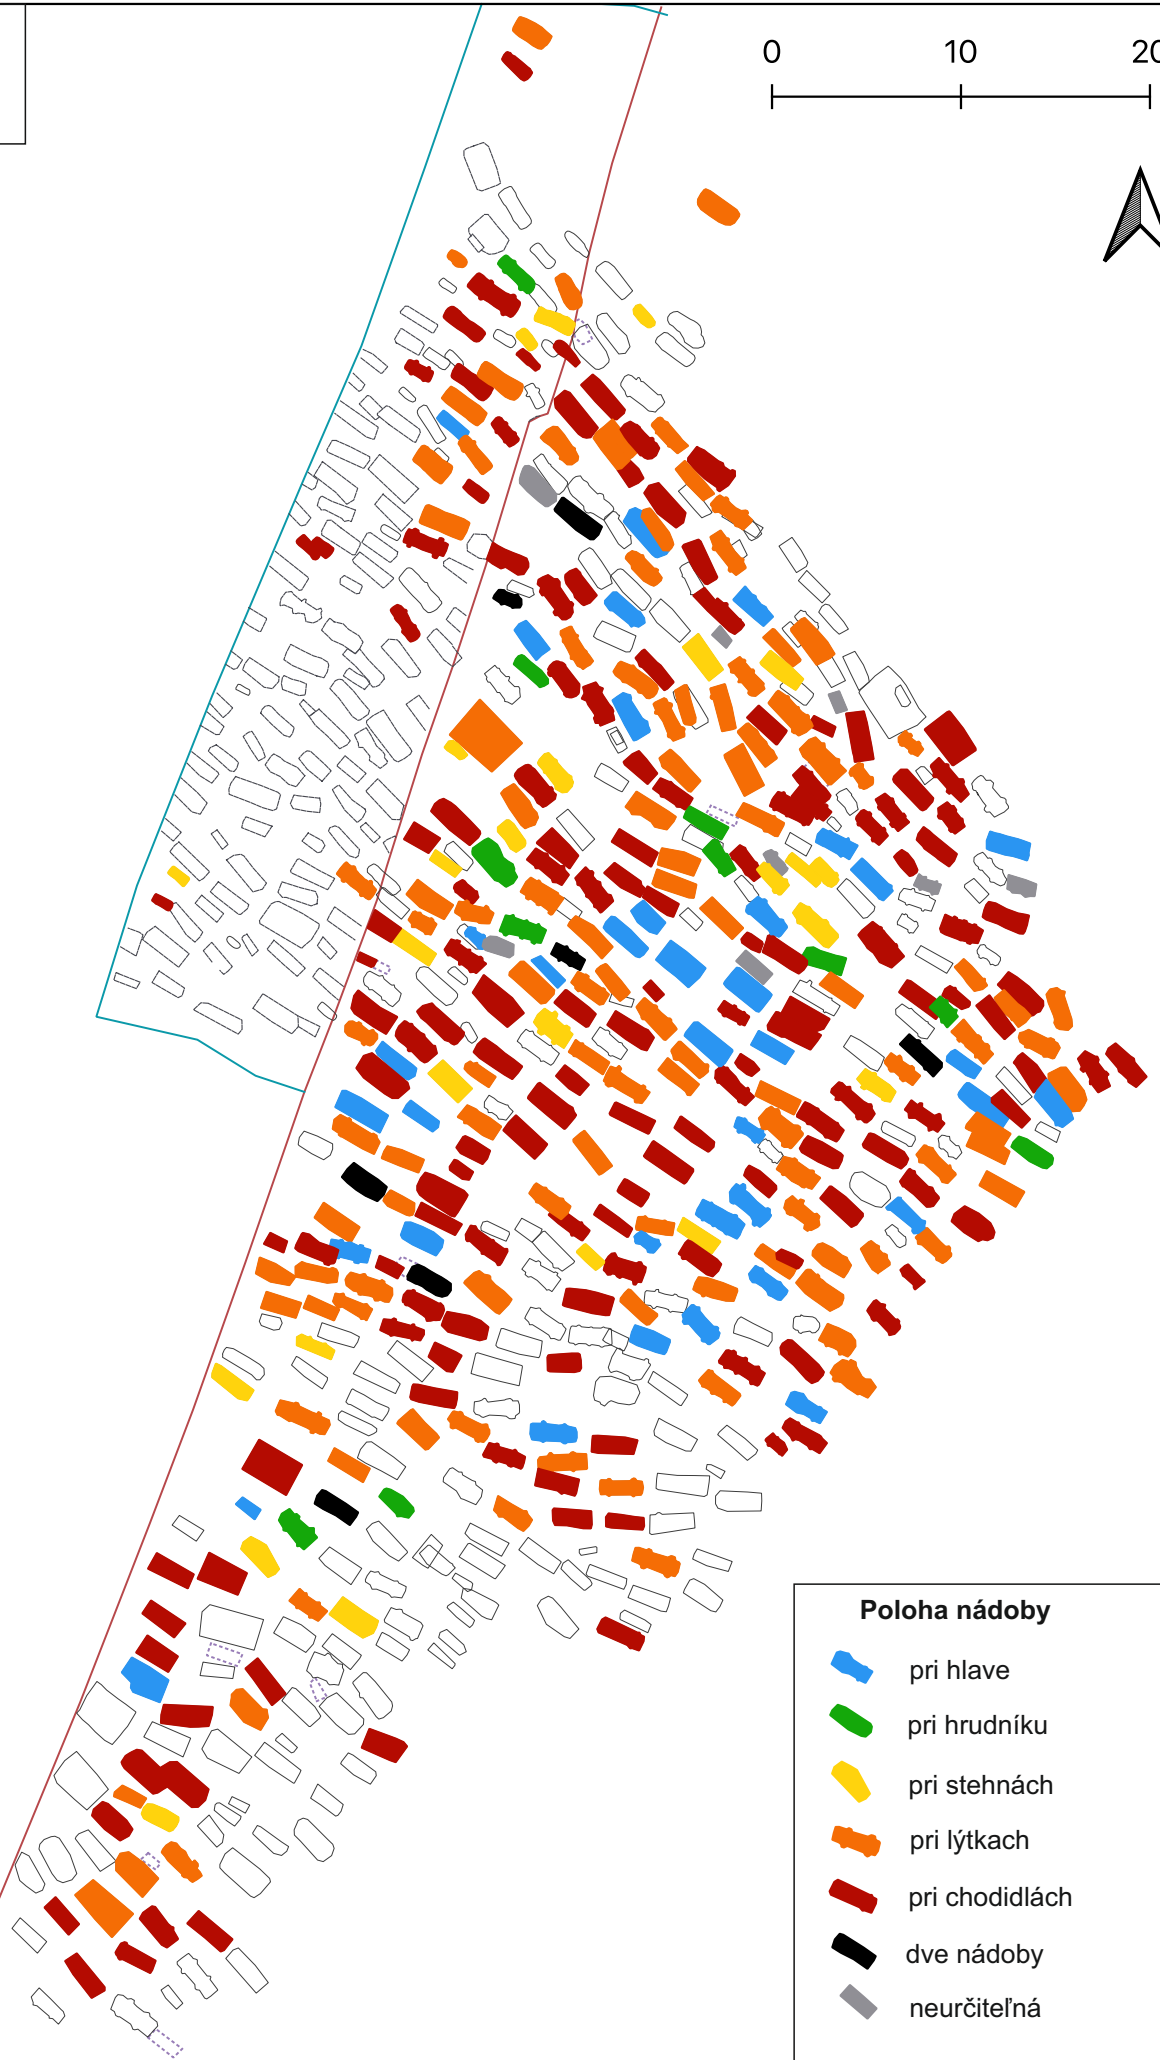 0 10 20
Poloha nádoby
pri hlave
pri hrudníku
pri stehnách
pri lýtkach
pri chodidlách
dve nádoby
neurčiteľná